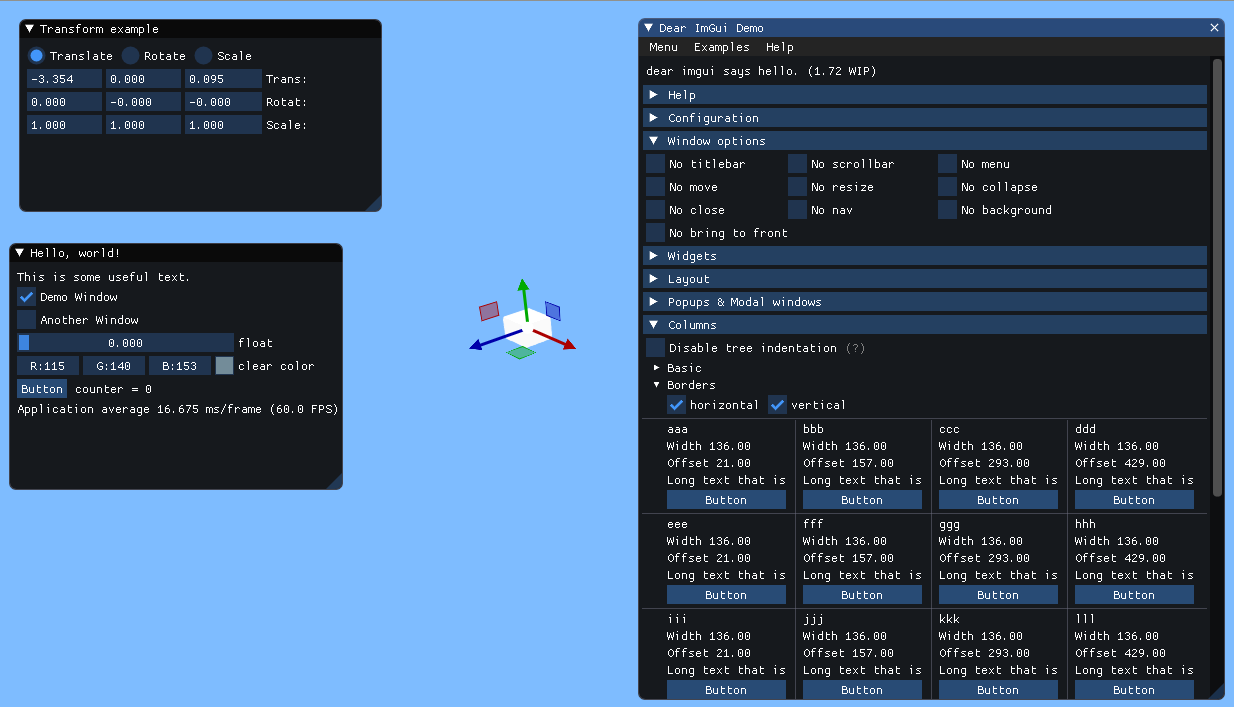 Transform example
Translate Rotate Scale
-3.354 0.000 0.095 Trans:
0.000 -0.000 -0.000 Rotat:
1.000 1.000 1.000 Scale:
Hello, world!
This is some useful text.
Demo Window
Another Window
0.000 float
R:115 G:140 B:153 clear color
Button counter = 0
Application average 16.675 ms/frame (60.0 FPS)
Dear ImGui Demo
Menu Examples Help
dear imgui says hello. (1.72 WIP)
Help
Configuration
Window options
No titlebar No scrollbar No menu
No move No resize No collapse
No close No nav No background
No bring to front
Widgets
Layout
Popups & Modal windows
Columns
Disable tree indentation (?)
Basic
Borders
horizontal vertical
aaa bbb ccc ddd
Width 136.00 Width 136.00 Width 136.00 Width 136.00
Offset 21.00 Offset 157.00 Offset 293.00 Offset 429.00
Long text that is Long text that is Long text that is Long text that is
Button Button Button Button
eee fff ggg hhh
Width 136.00 Width 136.00 Width 136.00 Width 136.00
Offset 21.00 Offset 157.00 Offset 293.00 Offset 429.00
Long text that is Long text that is Long text that is Long text that is
Button Button Button Button
iii jjj kkk lll
Width 136.00 Width 136.00 Width 136.00 Width 136.00
Offset 21.00 Offset 157.00 Offset 293.00 Offset 429.00
Long text that is Long text that is Long text that is Long text that is
Button Button Button Button